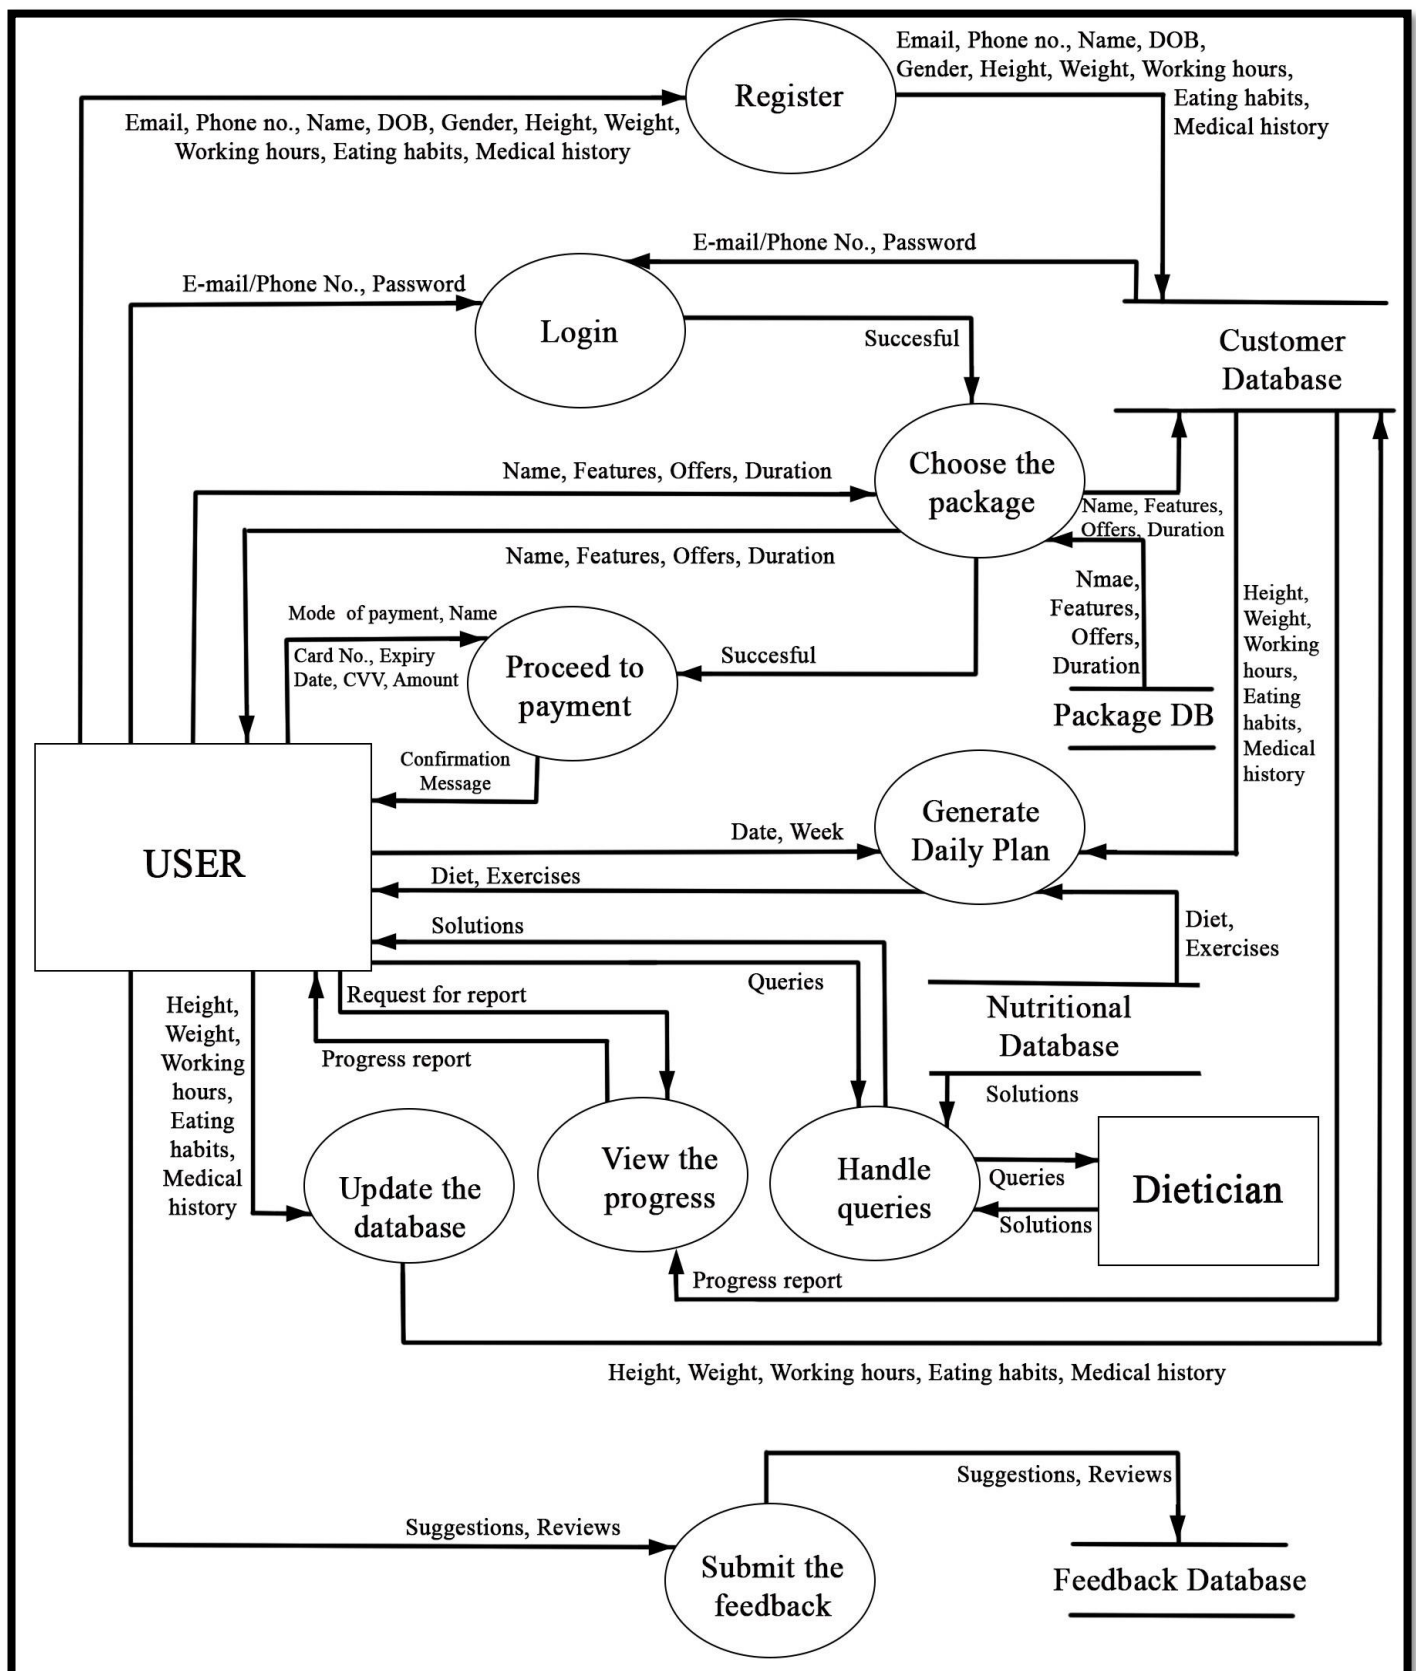 Email, Phone no., Name, DOB,
Gender, Height, Weight, Working hours,
Eating habits,
Medical history
Register
Email, Phone no., Name, DOB, Gender, Height, Weight,
Working hours, Eating habits, Medical history
E-mail/Phone No., Password
E-mail/Phone No., Password
Login
Succesful
Customer
Database
Choose the
package
Name, Features, Offers, Duration
Name, Features,
Offers, Duration
Name, Features, Offers, Duration
Nmae,
Features,
Offers,
Duration
Package DB
Height,
Weight,
Working
hours,
Eating
habits,
Medical
history
Mode of payment, Name
Card No., Expiry
Date, CVV, Amount
Proceed to
payment
Succesful
Confirmation
Message
USER
Generate
Daily Plan
Date, Week
Diet, Exercises
Solutions
Queries
Diet,
Exercises
Nutritional
Database
Request for report
Progress report
Height,
Weight,
Working
hours,
Eating
habits,
Medical
history
Solutions
Update the
database
View the
progress
Handle
queries
Queries
Solutions
Dietician
Progress report
Height, Weight, Working hours, Eating habits, Medical history
Suggestions, Reviews
Suggestions, Reviews
Submit the
feedback
Feedback Database